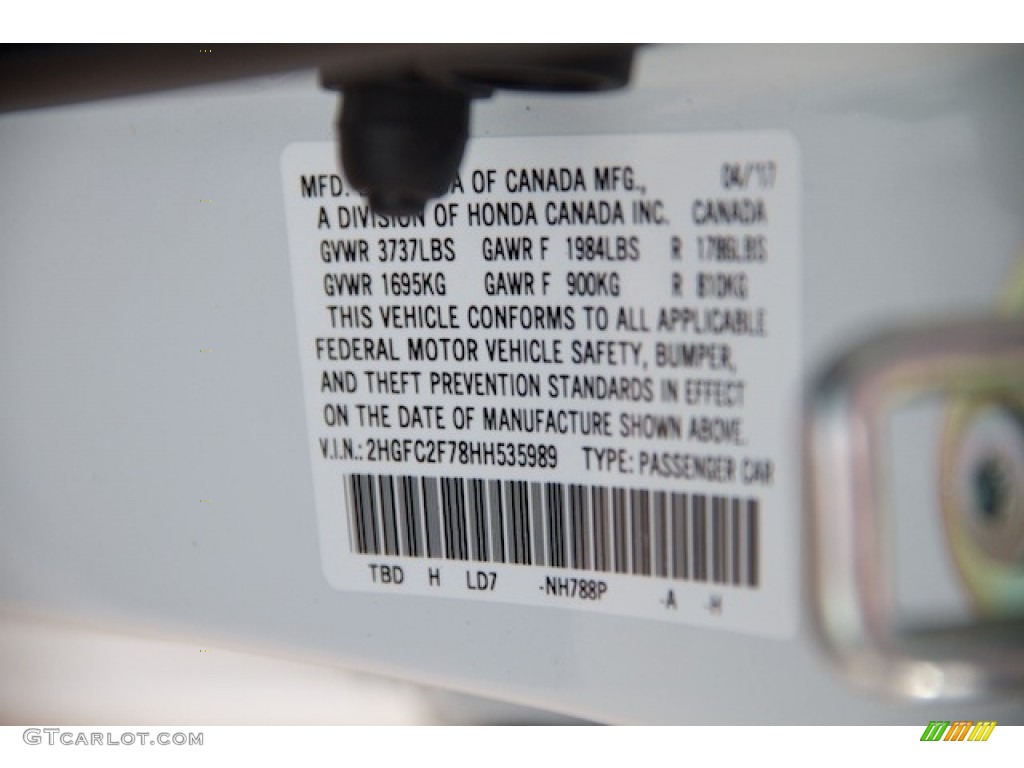 MFD. OF CANADA MFG., 04/'17
A DIVISION OF HONDA CANADA INC. CANADA
GVWR 3737LBS GAWR F 1984LBS R 1786LBS
GVWR 1695KG GAWR F 900KG R 810KG
THIS VEHICLE CONFORMS TO ALL APPLICABLE
FEDERAL MOTOR VEHICLE SAFETY, BUMPER,
AND THEFT PREVENTION STANDARDS IN EFFECT
ON THE DATE OF MANUFACTURE SHOWN ABOVE.
V.I.N.: 2HGFC2F78HH535989 TYPE: PASSENGER CAR
TBD H LD7 -NH788P -A -H
GTCARLOT.COM